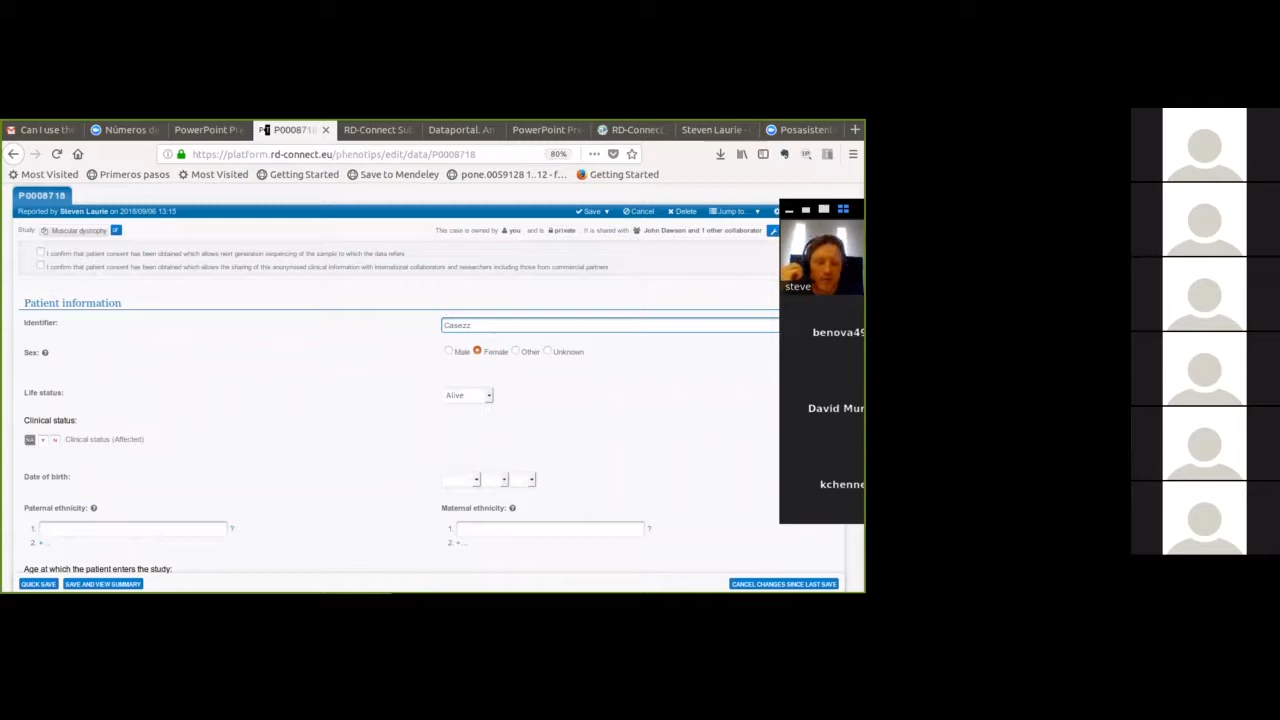 Can I use the
Números de
PowerPoint Pre
P0008718
RD-Connect Sub
Dataportal. An
PowerPoint Pre
RD-Connect
Steven Laurie -
Posasistent
https://platform.rd-connect.eu/phenotips/edit/data/P0008718
80%
Most Visited
Primeros pasos
Most Visited
Getting Started
Save to Mendeley
pone.0059128 1..12 - f...
Getting Started
P0008718
Reported by Steven Laurie on 2018/09/06 13:15
Save
Cancel
Delete
Jump to...
Study: Muscular dystrophy
This case is owned by you and is private. It is shared with John Dawson and 1 other collaborator
I confirm that patient consent has been obtained which allows next generation sequencing of the sample to which the data refers
I confirm that patient consent has been obtained which allows the sharing of this anonymised clinical information with international collaborators and researchers including those from commercial partners
steve
Patient information
Identifier:
Casezz
benova49
Sex:
Male
Female
Other
Unknown
Life status:
Alive
David Mur
Clinical status:
NA Y N Clinical status (Affected)
Date of birth:
kchenne
Paternal ethnicity:
Maternal ethnicity:
1. ?
1. ?
2. +...
2. +...
Age at which the patient enters the study:
QUICK SAVE
SAVE AND VIEW SUMMARY
CANCEL CHANGES SINCE LAST SAVE